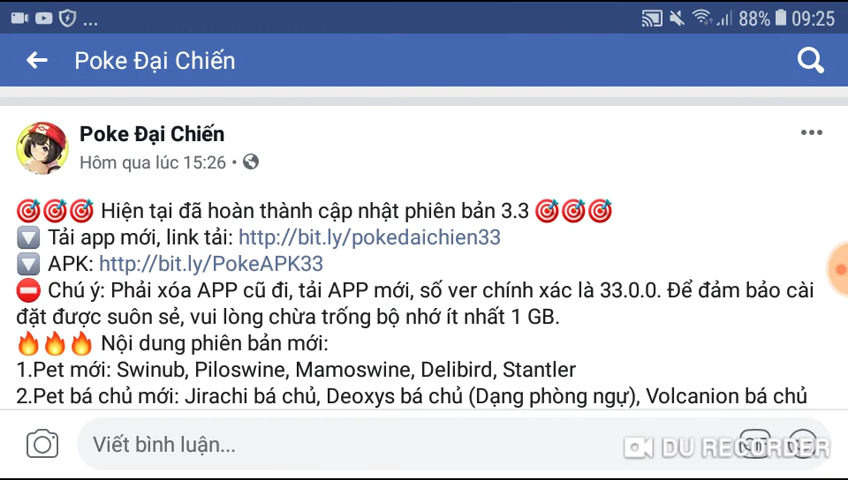 ... 88% 09:25
Poke Đại Chiến
Poke Đại Chiến
Hôm qua lúc 15:26 •
Hiện tại đã hoàn thành cập nhật phiên bản 3.3
Tải app mới, link tải: http://bit.ly/pokedaichien33
APK: http://bit.ly/PokeAPK33
Chú ý: Phải xóa APP cũ đi, tải APP mới, số ver chính xác là 33.0.0. Để đảm bảo cài
đặt được suôn sẻ, vui lòng chừa trống bộ nhớ ít nhất 1 GB.
Nội dung phiên bản mới:
1.Pet mới: Swinub, Piloswine, Mamoswine, Delibird, Stantler
2.Pet bá chủ mới: Jirachi bá chủ, Deoxys bá chủ (Dạng phòng ngự), Volcanion bá chủ
Viết bình luận...
DU RECORDER